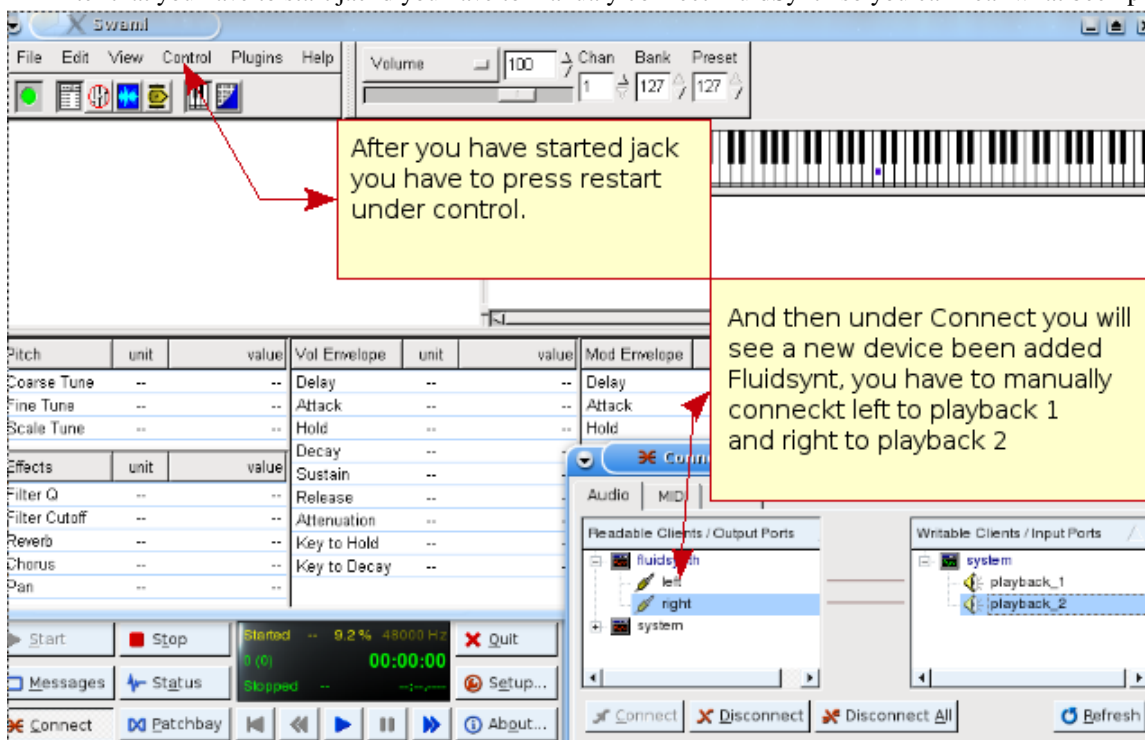 Swami
File Edit View Control Plugins Help
Volume 100 Chan Bank Preset
1 127 127
After you have started jack
you have to press restart
under control.
And then under Connect you will
see a new device been added
Fluidsynt, you have to manually
conneckt left to playback 1
and right to playback 2
Pitch unit value Vol Envelope unit value Mod Envelope
Coarse Tune -- -- Delay -- -- Delay
Fine Tune -- -- Attack -- -- Attack
Scale Tune -- -- Hold -- -- Hold
Decay --
Effects unit value Sustain --
Filter Q -- -- Release --
Filter Cutoff -- -- Attenuation --
Reverb -- -- Key to Hold --
Chorus -- -- Key to Decay --
Pan -- --
Audio MIDI
Readable Clients / Output Ports Writable Clients / Input Ports
fluidsynth system
left playback_1
right playback_2
system
Start Stop Started -- 9.2 % 48000 Hz Quit
0 (0) 00:00:00
Messages Status Stopped -- --:--.---- Setup...
Connect Patchbay About...
Connect Disconnect Disconnect All Refresh